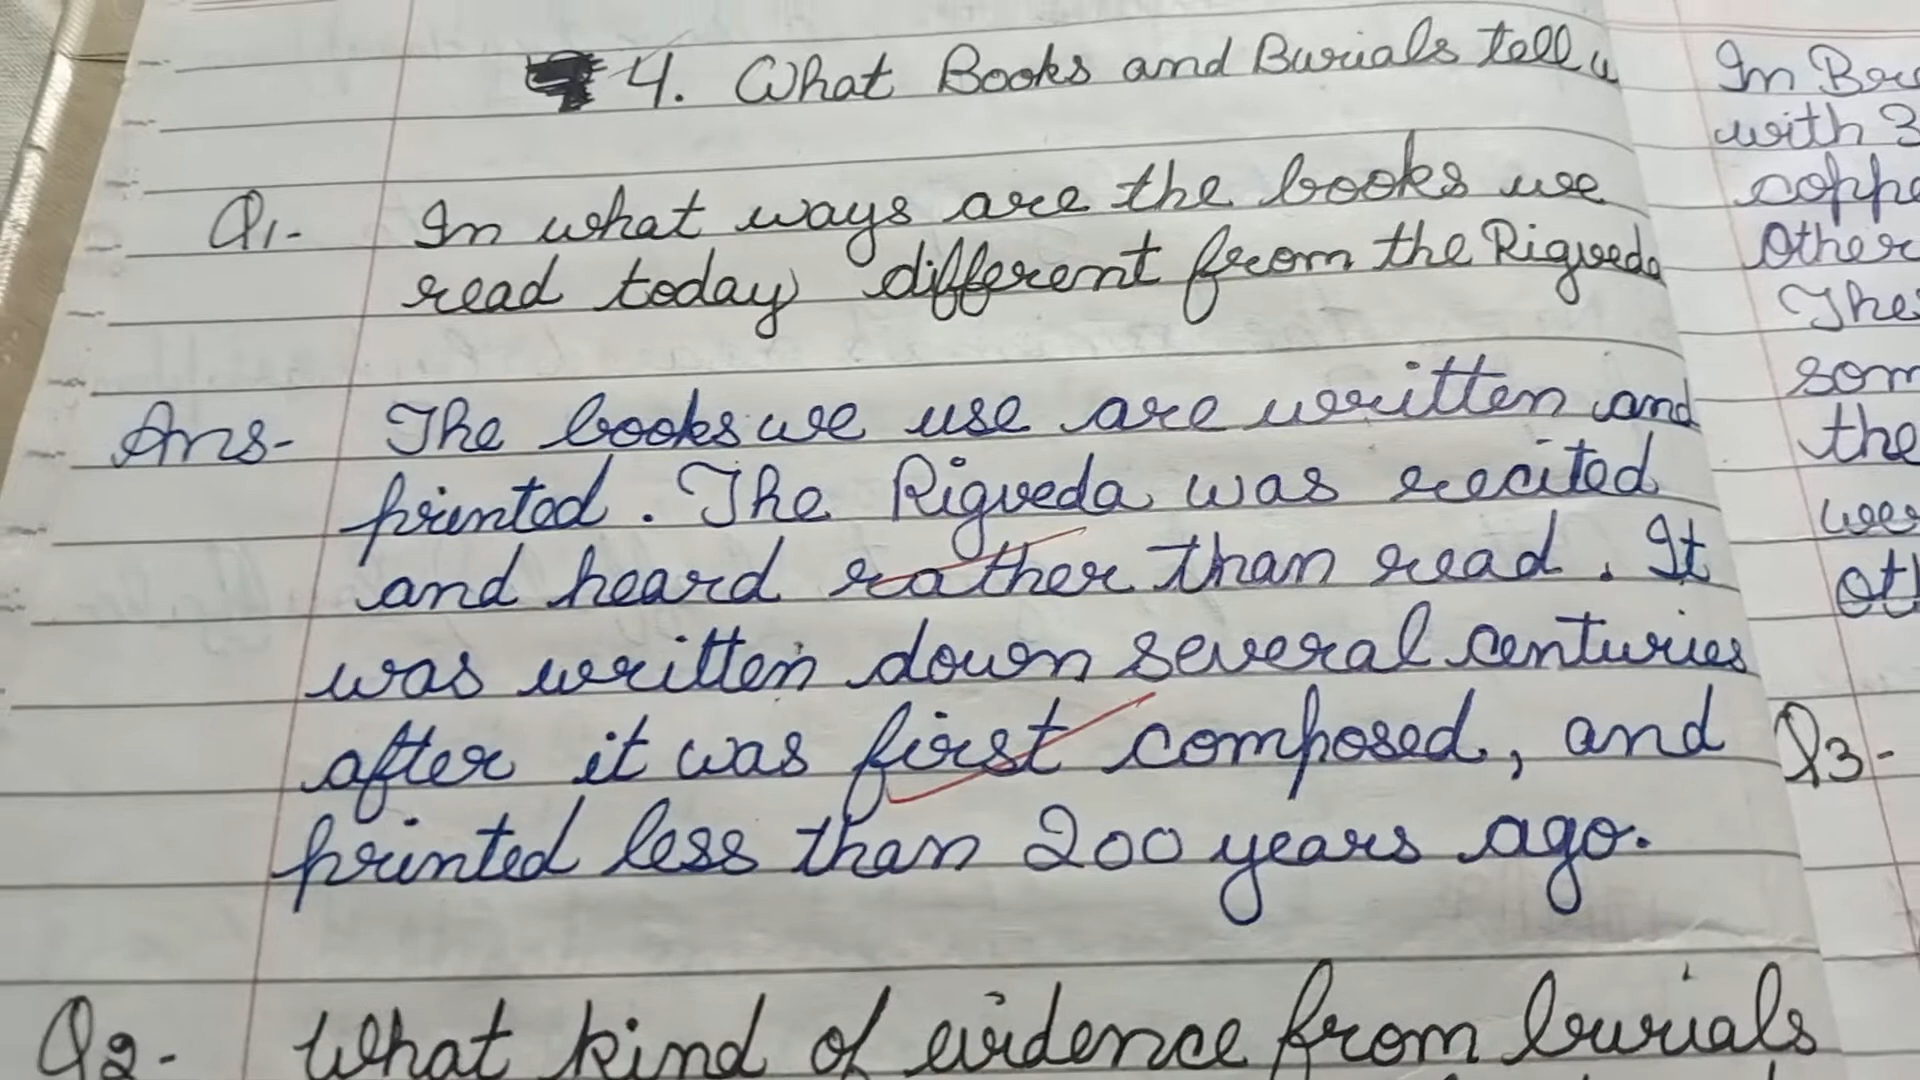 4. What Books and Burials tell u
Q1- In what ways are the books we
read today different from the Rigveda
Ans- The books we use are written and
printed. The Rigveda was recited
and heard rather than read. It
was written down several centuries
after it was first composed, and
printed less than 200 years ago.
Q2- What kind of evidence from burials
In Bra
with 3
coppe
Other
The
som
the
wer
oth
Q3-